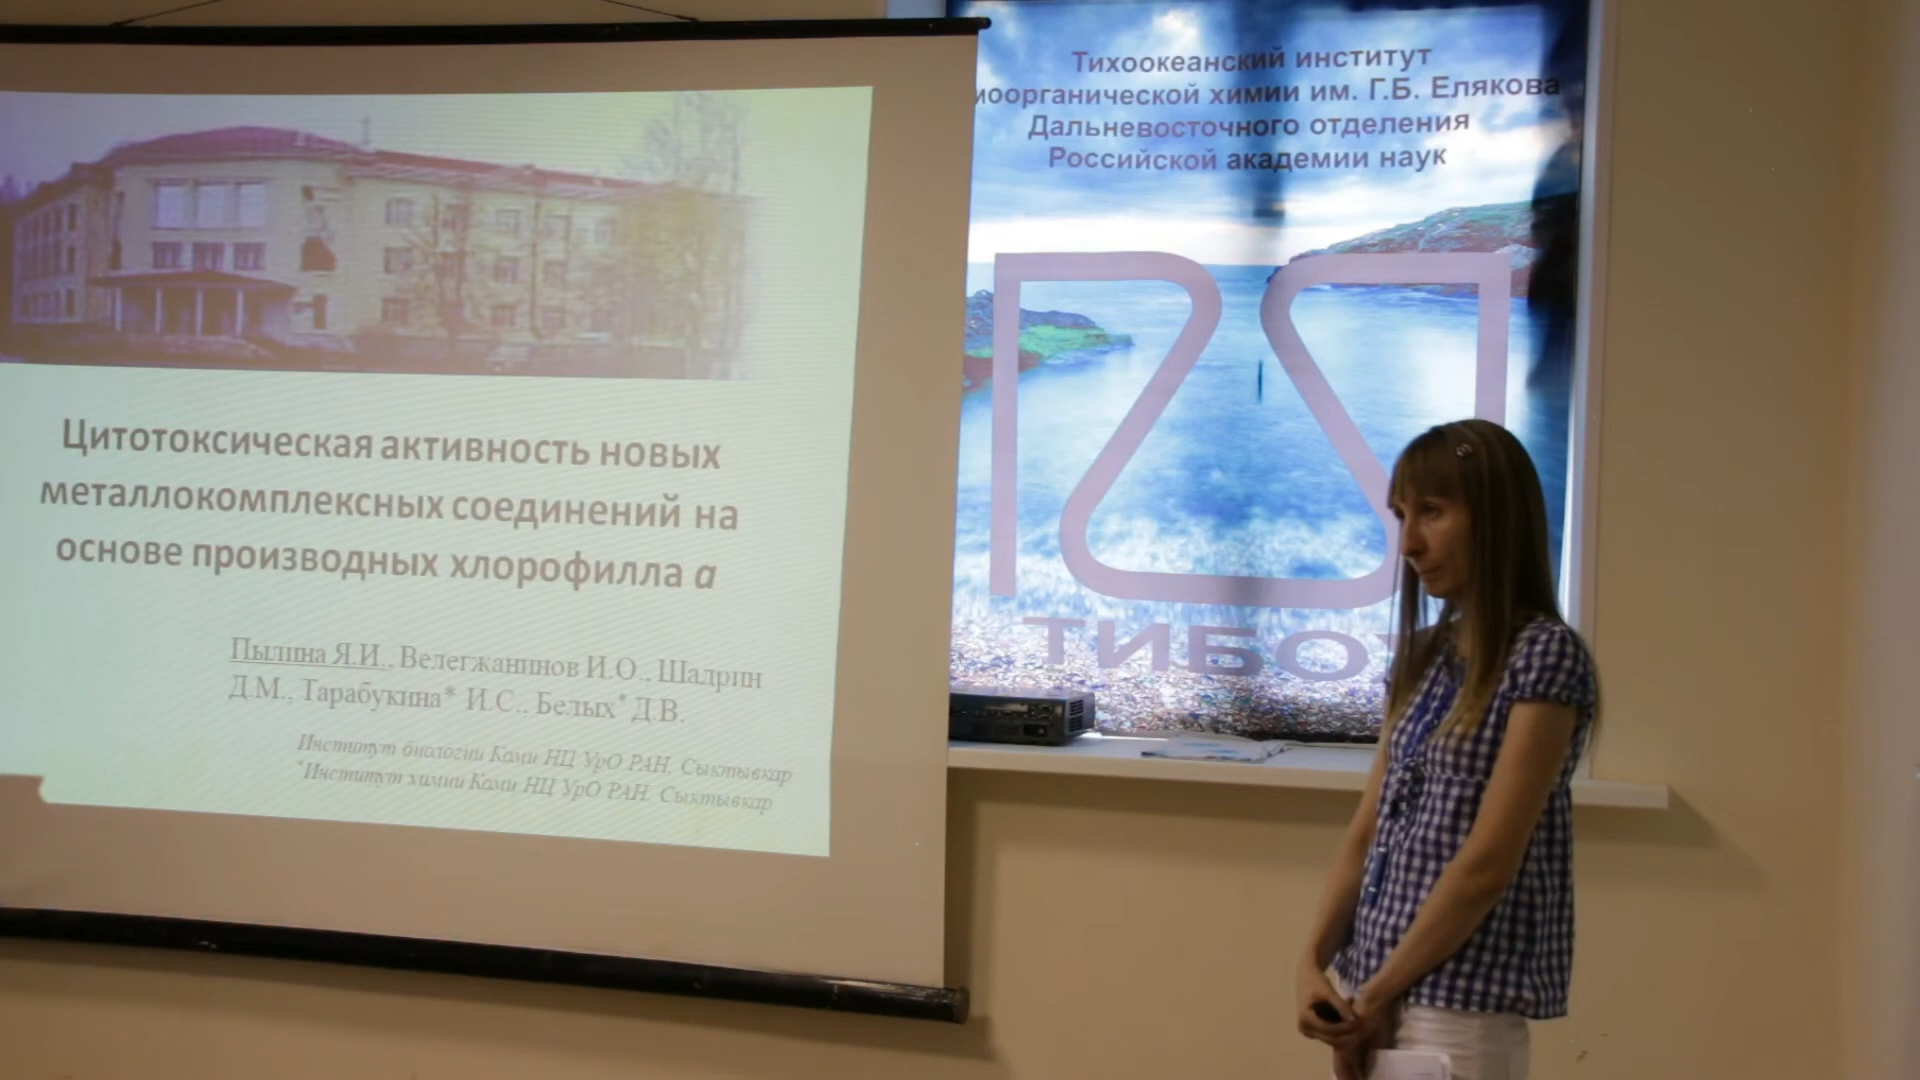 Цитотоксическая активность новых
металлокомплексных соединений на
основе производных хлорофилла а
Пылина Я.И., Велегжанинов И.О., Шадрин
Д.М., Тарабукина* И.С., Белых* Д.В.
Институт биологии Коми НЦ УрО РАН, Сыктывкар
*Институт химии Коми НЦ УрО РАН, Сыктывкар
Тихоокеанский институт
иоорганической химии им. Г.Б. Елякова
Дальневосточного отделения
Российской академии наук
ТИБО